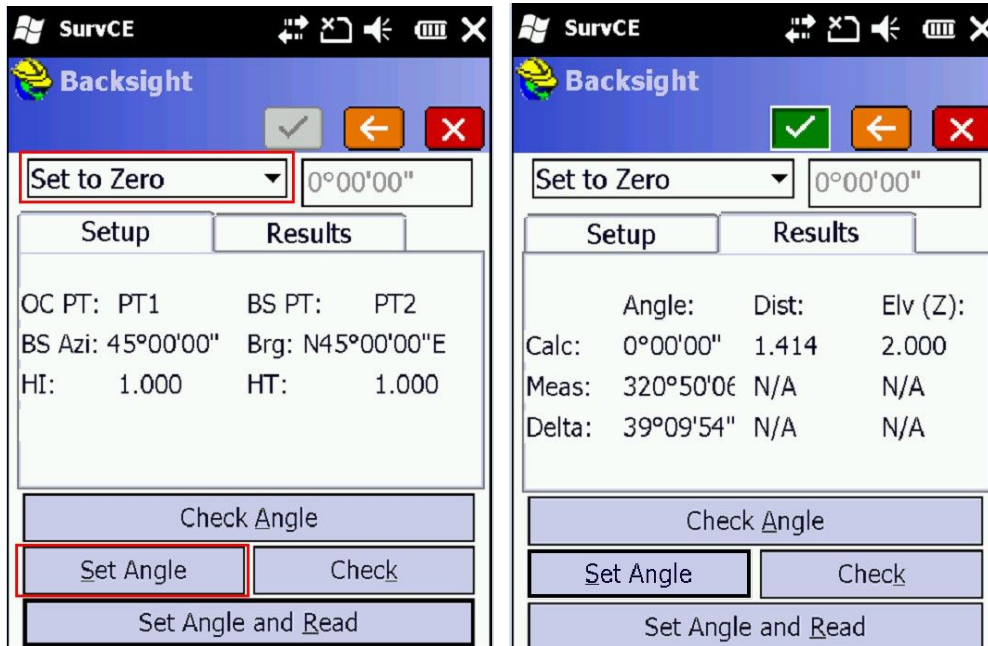 SurvCE
Backsight
Set to Zero 0°00'00"
Setup Results
OC PT: PT1 BS PT: PT2
BS Azi: 45°00'00" Brg: N45°00'00"E
HI: 1.000 HT: 1.000
Check Angle
Set Angle Check
Set Angle and Read
SurvCE
Backsight
Set to Zero 0°00'00"
Setup Results
Angle: Dist: Elv (Z):
Calc: 0°00'00" 1.414 2.000
Meas: 320°50'06 N/A N/A
Delta: 39°09'54" N/A N/A
Check Angle
Set Angle Check
Set Angle and Read